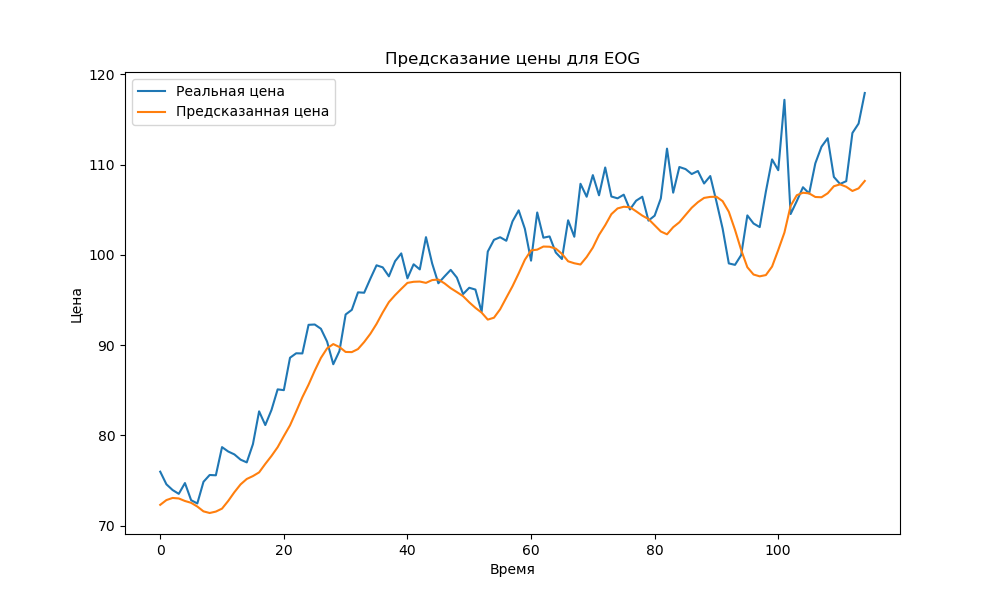 Предсказание цены для EOG
Реальная цена
Предсказанная цена
120
110
100
90
80
70
Цена
0 20 40 60 80 100
Время